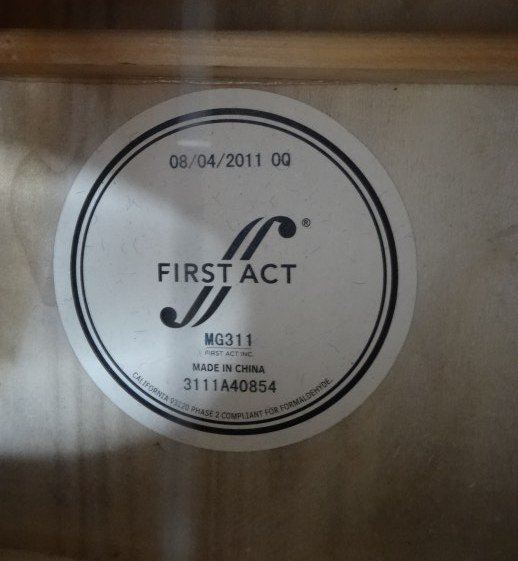 08/04/2011 OQ
®
FIRST ACT
MG311
FIRST ACT INC.
MADE IN CHINA
3111A40854
CALIFORNIA 93120 PHASE 2 COMPLIANT FOR FORMALDEHYDE.